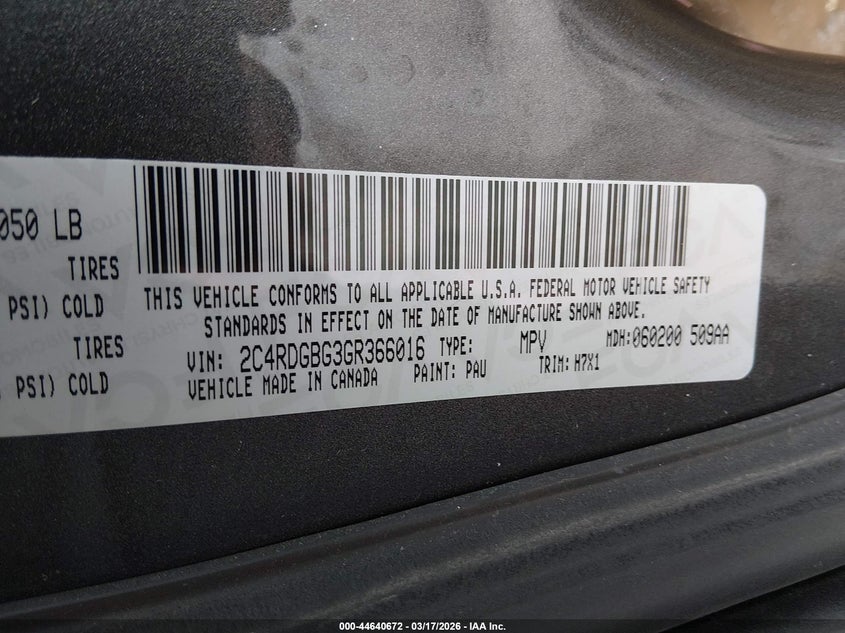 050 LB
TIRES
PSI) COLD
TIRES
PSI) COLD
THIS VEHICLE CONFORMS TO ALL APPLICABLE U.S.A. FEDERAL MOTOR VEHICLE SAFETY
STANDARDS IN EFFECT ON THE DATE OF MANUFACTURE SHOWN ABOVE.
VIN: 2C4RDGBG3GR366016 TYPE: MPV MDH:060200 509AA
VEHICLE MADE IN CANADA PAINT: PAU TRIM: H7X1
000-44640672 | 03/17/2026 - IAA Inc.